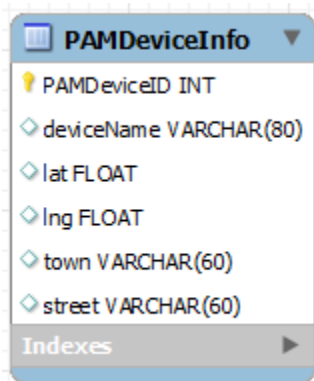 PAMDeviceInfo
PAMDeviceID INT
deviceName VARCHAR(80)
lat FLOAT
lng FLOAT
town VARCHAR(60)
street VARCHAR(60)
Indexes